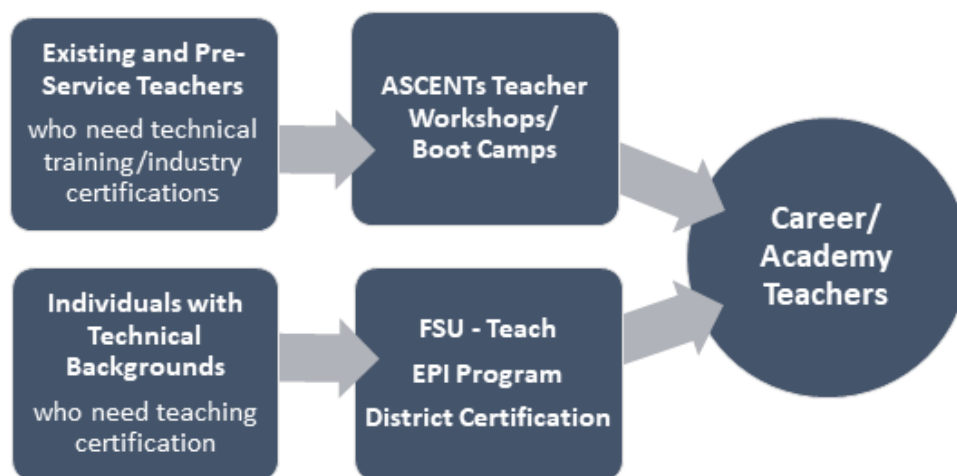 Existing and Pre-
Service Teachers
who need technical
training/industry
certifications
ASCENTs Teacher
Workshops/
Boot Camps
Career/
Academy
Teachers
Individuals with
Technical
Backgrounds
who need teaching
certification
FSU - Teach
EPI Program
District Certification